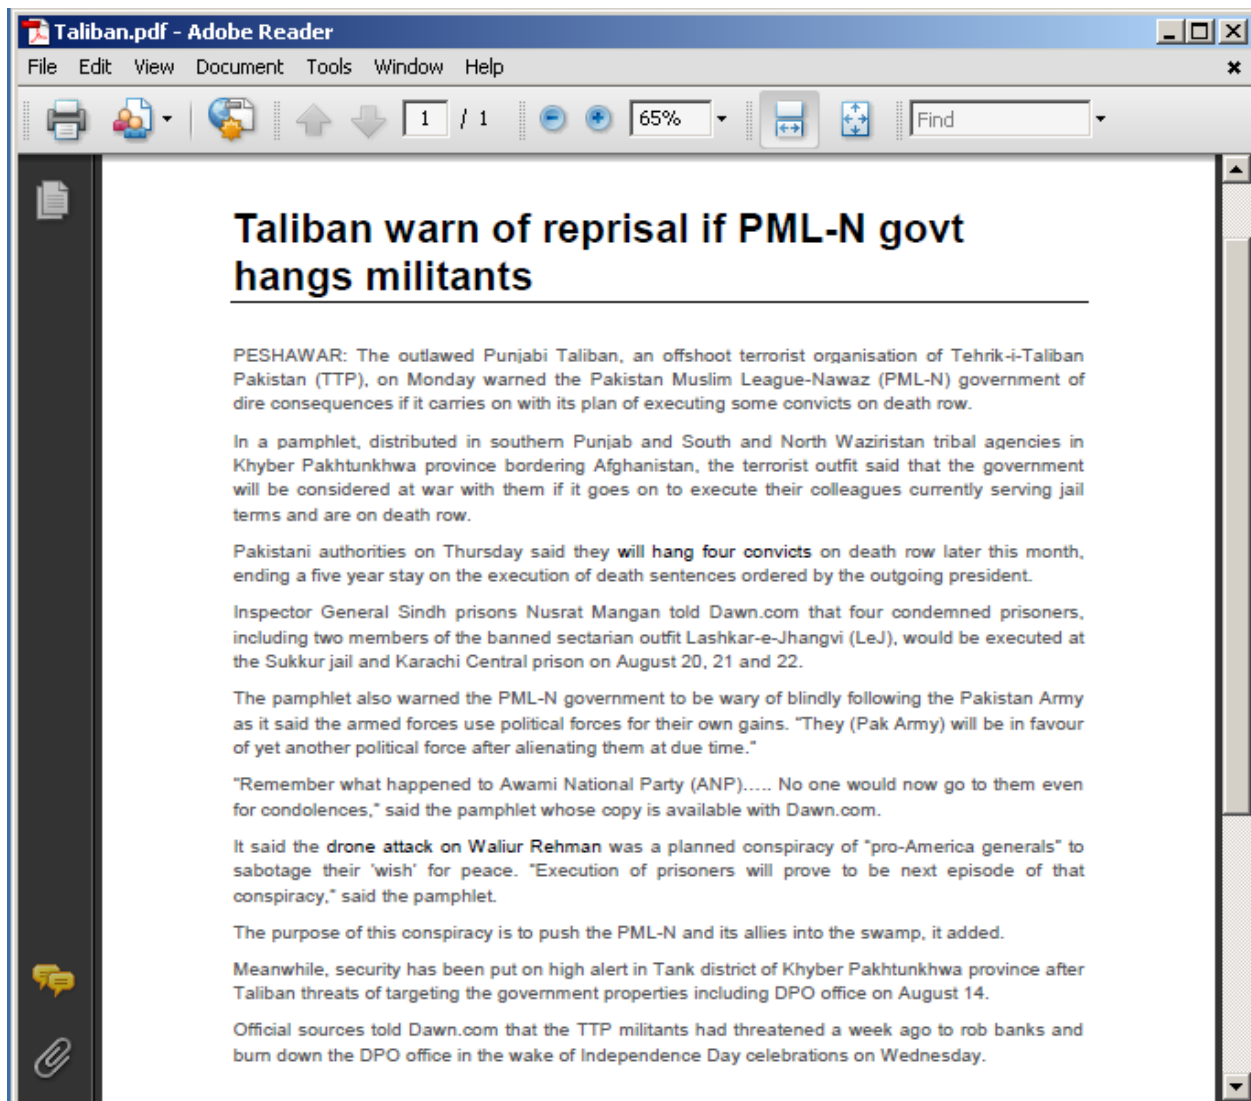 Taliban.pdf - Adobe Reader
File Edit View Document Tools Window Help
1 / 1 65% Find
Taliban warn of reprisal if PML-N govt
hangs militants
PESHAWAR: The outlawed Punjabi Taliban, an offshoot terrorist organisation of Tehrik-i-Taliban
Pakistan (TTP), on Monday warned the Pakistan Muslim League-Nawaz (PML-N) government of
dire consequences if it carries on with its plan of executing some convicts on death row.
In a pamphlet, distributed in southern Punjab and South and North Waziristan tribal agencies in
Khyber Pakhtunkhwa province bordering Afghanistan, the terrorist outfit said that the government
will be considered at war with them if it goes on to execute their colleagues currently serving jail
terms and are on death row.
Pakistani authorities on Thursday said they will hang four convicts on death row later this month,
ending a five year stay on the execution of death sentences ordered by the outgoing president.
Inspector General Sindh prisons Nusrat Mangan told Dawn.com that four condemned prisoners,
including two members of the banned sectarian outfit Lashkar-e-Jhangvi (LeJ), would be executed at
the Sukkur jail and Karachi Central prison on August 20, 21 and 22.
The pamphlet also warned the PML-N government to be wary of blindly following the Pakistan Army
as it said the armed forces use political forces for their own gains. "They (Pak Army) will be in favour
of yet another political force after alienating them at due time."
"Remember what happened to Awami National Party (ANP)..... No one would now go to them even
for condolences," said the pamphlet whose copy is available with Dawn.com.
It said the drone attack on Waliur Rehman was a planned conspiracy of "pro-America generals" to
sabotage their 'wish' for peace. "Execution of prisoners will prove to be next episode of that
conspiracy," said the pamphlet.
The purpose of this conspiracy is to push the PML-N and its allies into the swamp, it added.
Meanwhile, security has been put on high alert in Tank district of Khyber Pakhtunkhwa province after
Taliban threats of targeting the government properties including DPO office on August 14.
Official sources told Dawn.com that the TTP militants had threatened a week ago to rob banks and
burn down the DPO office in the wake of Independence Day celebrations on Wednesday.